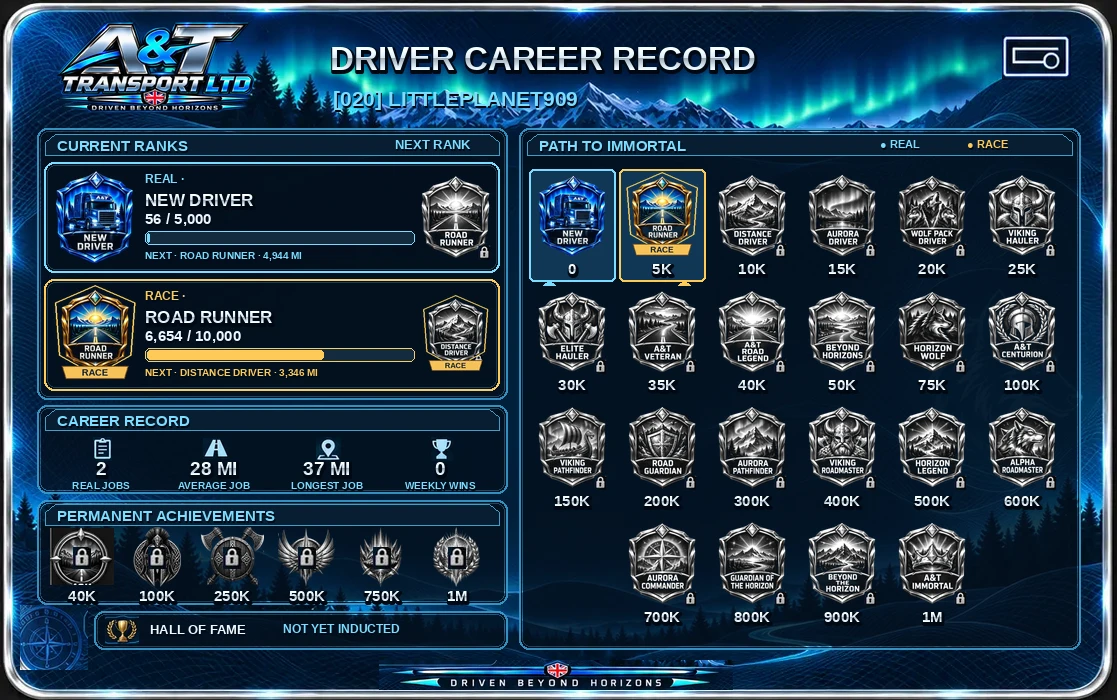 A&T
TRANSPORT LTD
DRIVEN BEYOND HORIZONS
DRIVER CAREER RECORD
[020] LITTLEPLANET909
CURRENT RANKS
NEXT RANK
NEW DRIVER
REAL ·
NEW DRIVER
56 / 5,000
NEXT · ROAD RUNNER · 4,944 MI
ROAD RUNNER
ROAD RUNNER
RACE
RACE ·
ROAD RUNNER
6,654 / 10,000
NEXT · DISTANCE DRIVER · 3,346 MI
DISTANCE DRIVER
RACE
CAREER RECORD
2
28 MI
37 MI
0
REAL JOBS
AVERAGE JOB
LONGEST JOB
WEEKLY WINS
PERMANENT ACHIEVEMENTS
40K
100K
250K
500K
750K
1M
HALL OF FAME
NOT YET INDUCTED
PATH TO IMMORTAL
● REAL
● RACE
NEW DRIVER
0
ROAD RUNNER
RACE
5K
DISTANCE DRIVER
10K
AURORA DRIVER
15K
WOLF PACK DRIVER
20K
VIKING HAULER
25K
ELITE HAULER
30K
A&T VETERAN
35K
A&T ROAD LEGEND
40K
BEYOND HORIZONS
50K
HORIZON WOLF
75K
A&T CENTURION
100K
VIKING PATHFINDER
150K
ROAD GUARDIAN
200K
AURORA PATHFINDER
300K
VIKING ROADMASTER
400K
HORIZON LEGEND
500K
ALPHA ROADMASTER
600K
AURORA COMMANDER
700K
GUARDIAN OF THE HORIZON
800K
BEYOND THE HORIZON
900K
A&T IMMORTAL
1M
DRIVEN BEYOND HORIZONS